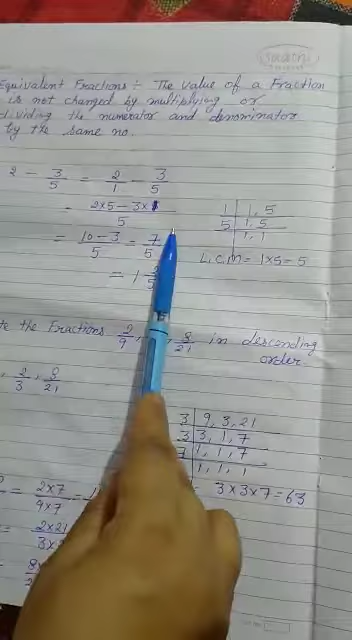 Smarth
Equivalent Fractions :- The value of a Fraction
is not changed by multiplying or
dividing the numerator and denominator
by the same no.
2 - 3/5 = 2/1 - 3/5
= 2×5-3×1/5
= 10-3/5 = 7/5
= 1
1 | 1, 5
5 | 1, 5
| 1, 1
L.C.M = 1×5 = 5
the Fractions 2/9, 8/21 in descending
order.
, 2/3, 8/21
3 | 9, 3, 21
3 | 3, 1, 7
7 | 1, 1, 7
| 1, 1, 1
3×3×7 = 63
= 2×7/9×7 =
= 2×21
=